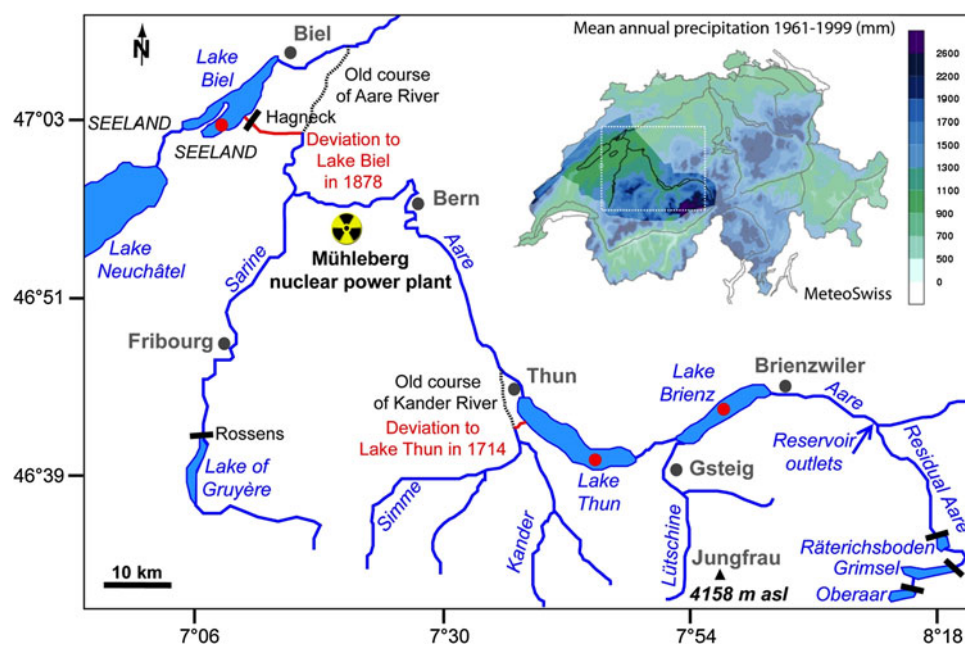 N
Biel
Lake
Biel
Old course
of Aare River
Mean annual precipitation 1961-1999 (mm)
2600
2200
1900
1700
1500
1300
1100
900
700
500
0
MeteoSwiss
47°03
46°51
46°39
SEELAND
SEELAND
Hagneck
Deviation to
Lake Biel
in 1878
Bern
Lake
Neuchâtel
Sarine
Mühleberg
nuclear power plant
Aare
Fribourg
Old course
of Kander River
Deviation to
Lake Thun in 1714
Thun
Lake
Brienz
Brienzwiler
Aare
Reservoir
outlets
Residual Aare
Rossens
Lake of
Gruyère
Simme
Kander
Lake
Thun
Gsteig
Lütschine
Jungfrau
4158 m asl
Räterichsboden
Grimsel
Oberaar
10 km
7°06
7°30
7°54
8°18